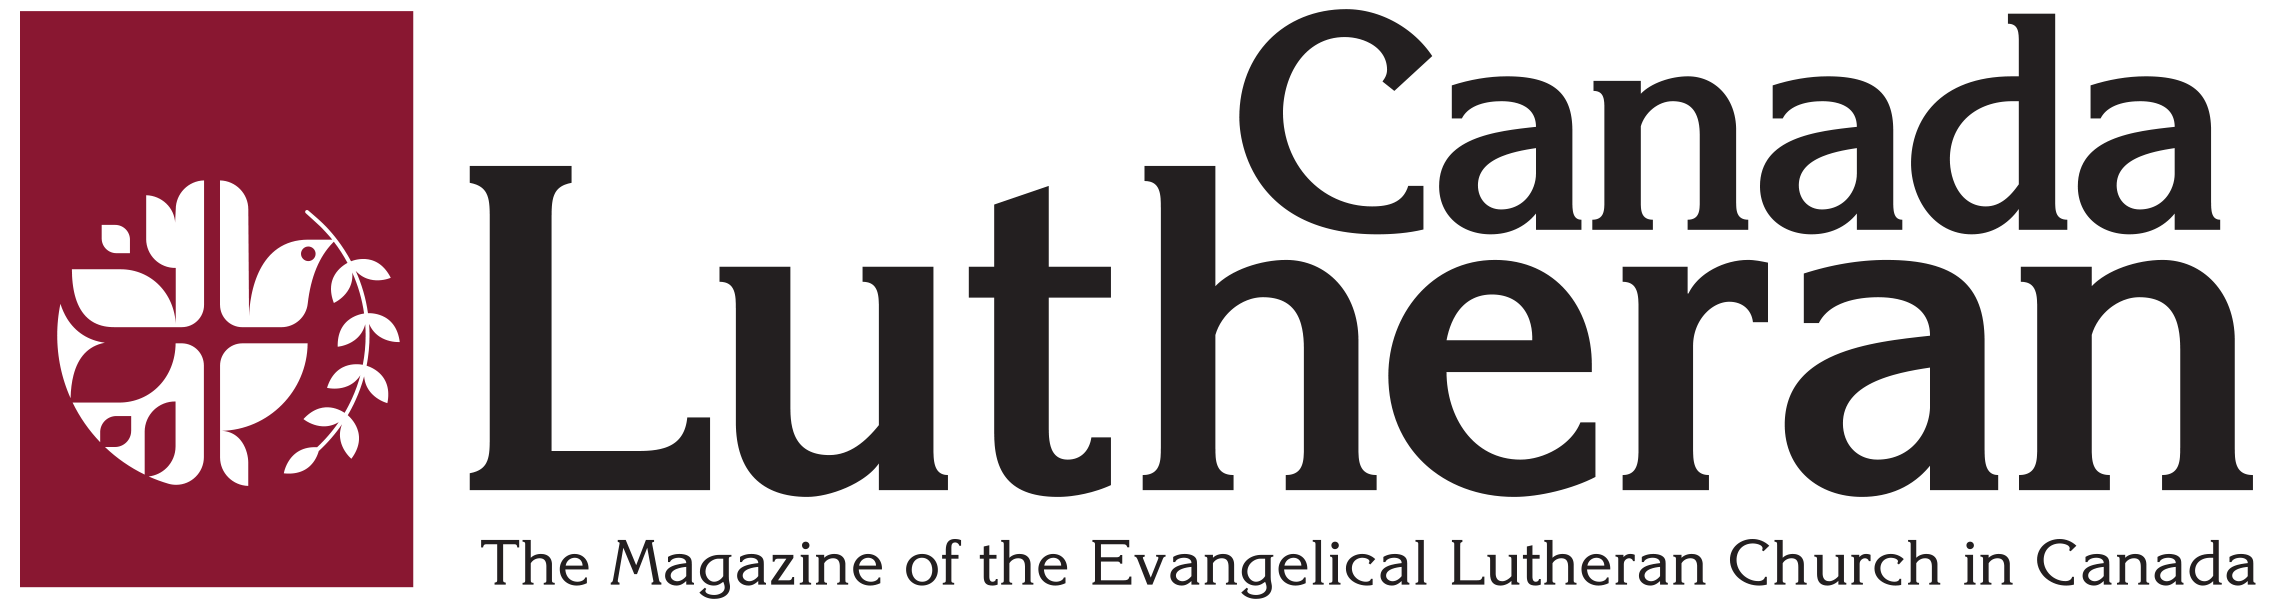 Canada
Lutheran
The Magazine of the Evangelical Lutheran Church in Canada